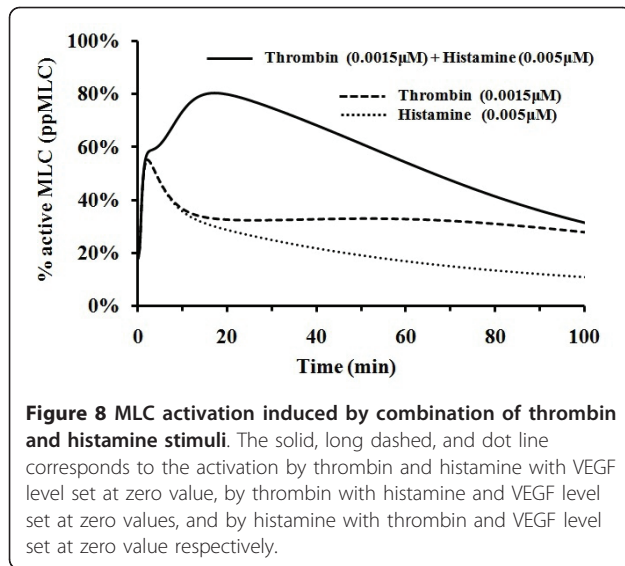 100%
80%
60%
40%
20%
0%
% active MLC (ppMLC)
Thrombin (0.0015μM) + Histamine (0.005μM)
Thrombin (0.0015μM)
Histamine (0.005μM)
0 20 40 60 80 100
Time (min)
Figure 8 MLC activation induced by combination of thrombin
and histamine stimuli. The solid, long dashed, and dot line
corresponds to the activation by thrombin and histamine with VEGF
level set at zero value, by thrombin with histamine and VEGF level
set at zero values, and by histamine with thrombin and VEGF level
set at zero value respectively.